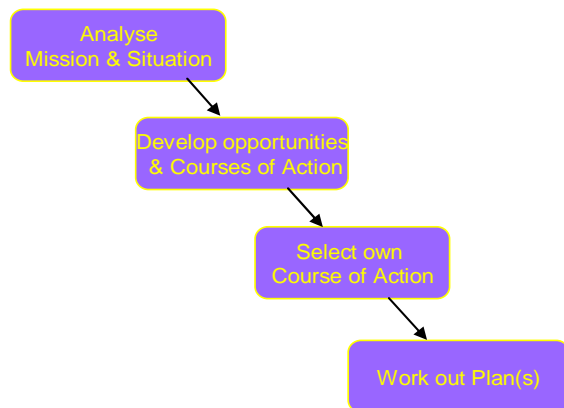 Analyse
Mission & Situation
Develop opportunities
& Courses of Action
Select own
Course of Action
Work out Plan(s)